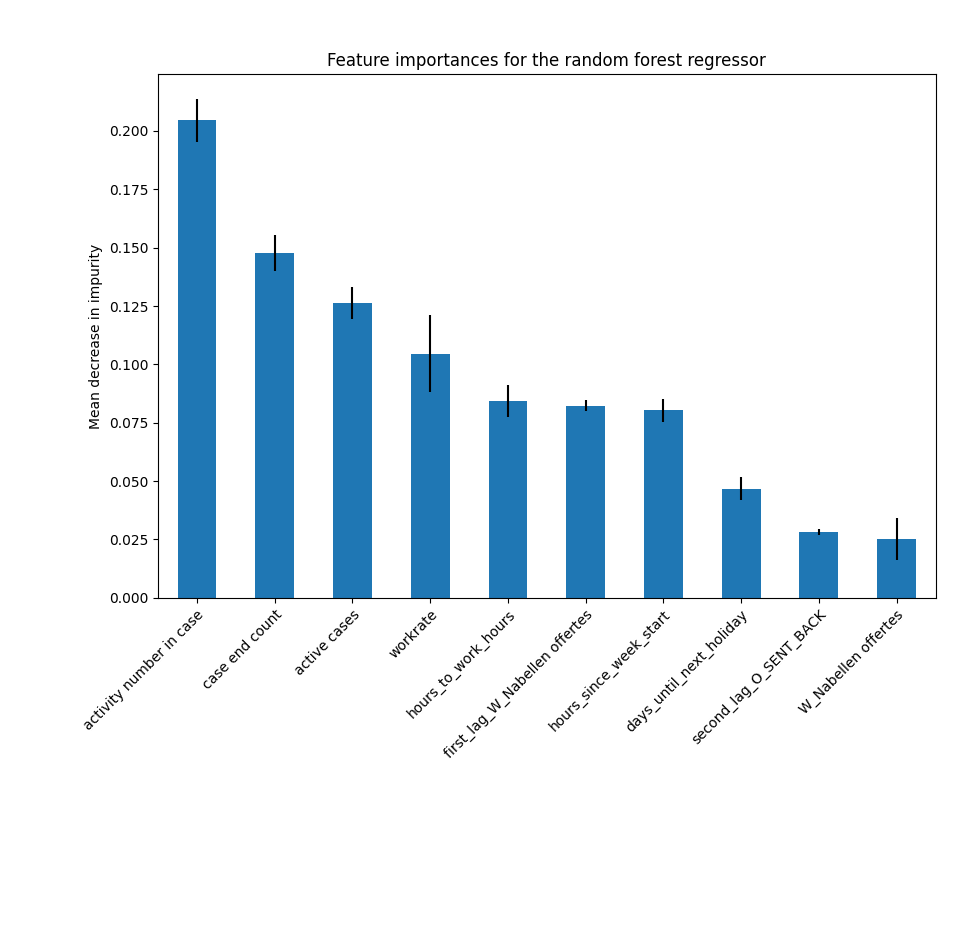 Feature importances for the random forest regressor
Mean decrease in impurity
0.200
0.175
0.150
0.125
0.100
0.075
0.050
0.025
0.000
activity number in case
case end count
active cases
workrate
hours_to_work_hours
first_lag_W_Nabellen offertes
hours_since_week_start
days_until_next_holiday
second_lag_O_SENT_BACK
W_Nabellen offertes